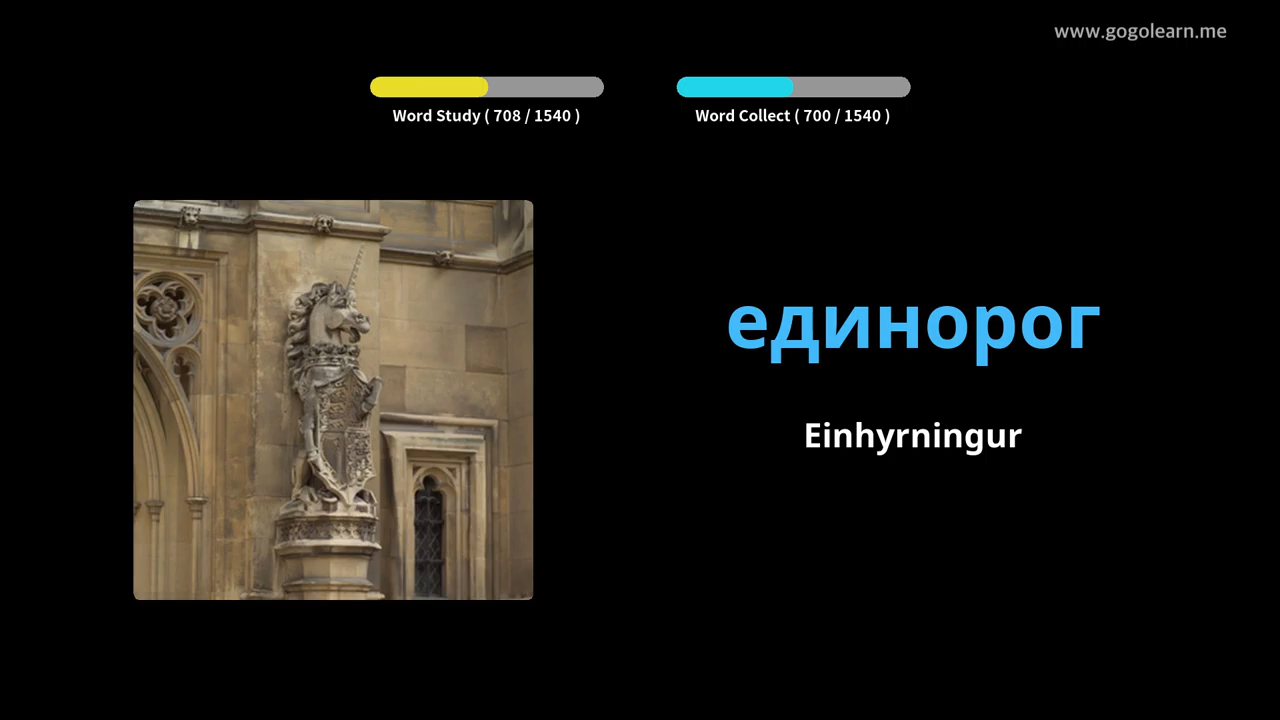 www.gogolearn.me
Word Study ( 708 / 1540 )
Word Collect ( 700 / 1540 )
единорог
Einhyrningur